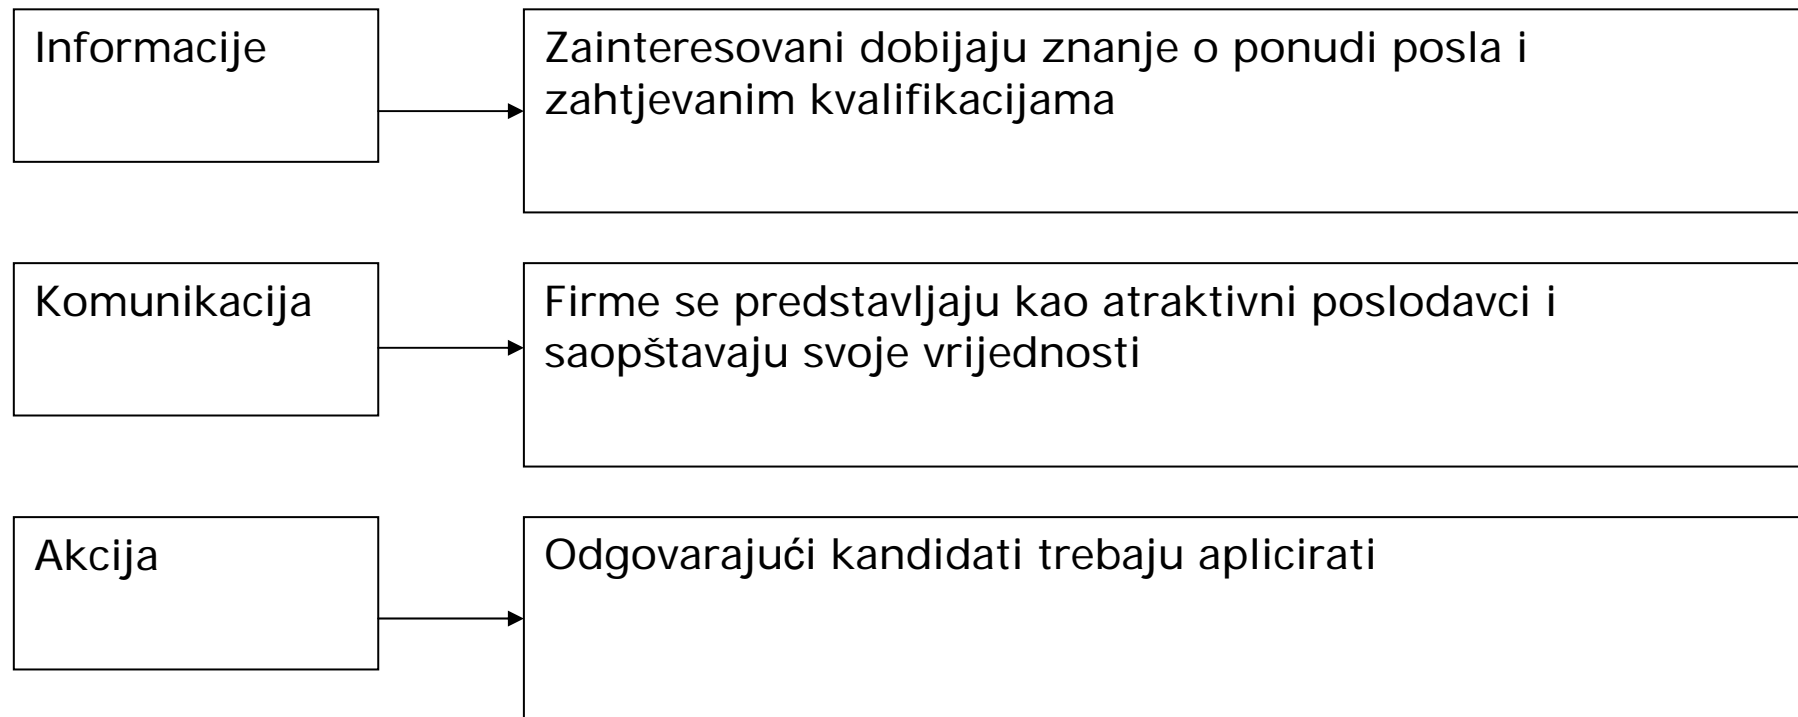 Informacije
Zainteresovani dobijaju znanje o ponudi posla i
zahtjevanim kvalifikacijama
Komunikacija
Firme se predstavljaju kao atraktivni poslodavci i
saopštavaju svoje vrijednosti
Akcija
Odgovarajući kandidati trebaju aplicirati